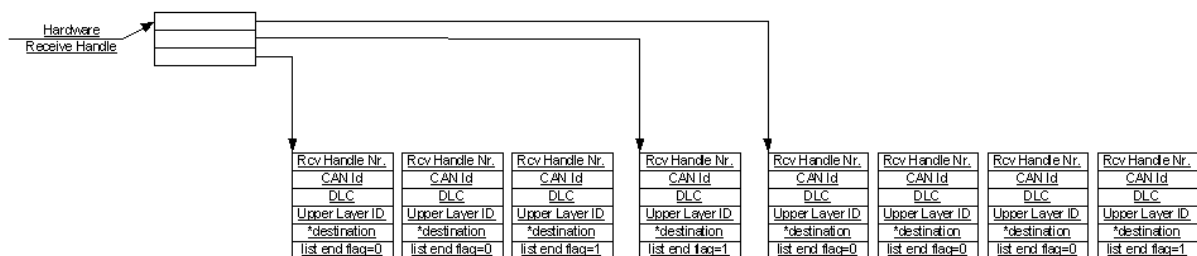 Hardware
Receive Handle
Rcv Handle Nr. Rcv Handle Nr. Rcv Handle Nr. Rcv Handle Nr. Rcv Handle Nr. Rcv Handle Nr. Rcv Handle Nr. Rcv Handle Nr.
CAN Id CAN Id CAN Id CAN Id CAN Id CAN Id CAN Id CAN Id
DLC DLC DLC DLC DLC DLC DLC DLC
Upper Layer ID Upper Layer ID Upper Layer ID Upper Layer ID Upper Layer ID Upper Layer ID Upper Layer ID Upper Layer ID
*destination *destination *destination *destination *destination *destination *destination *destination
list end flag=0 list end flag=0 list end flag=1 list end flag=1 list end flag=0 list end flag=0 list end flag=0 list end flag=1